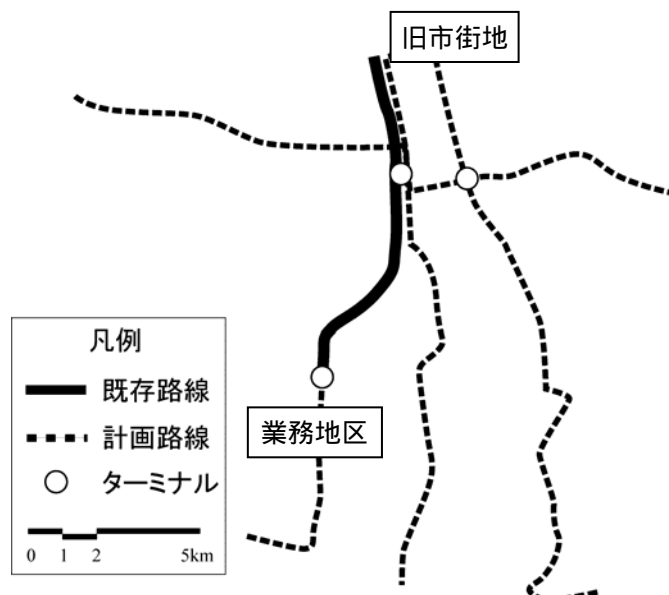 旧市街地
業務地区
凡例
既存路線
計画路線
ターミナル
0 1 2 5km